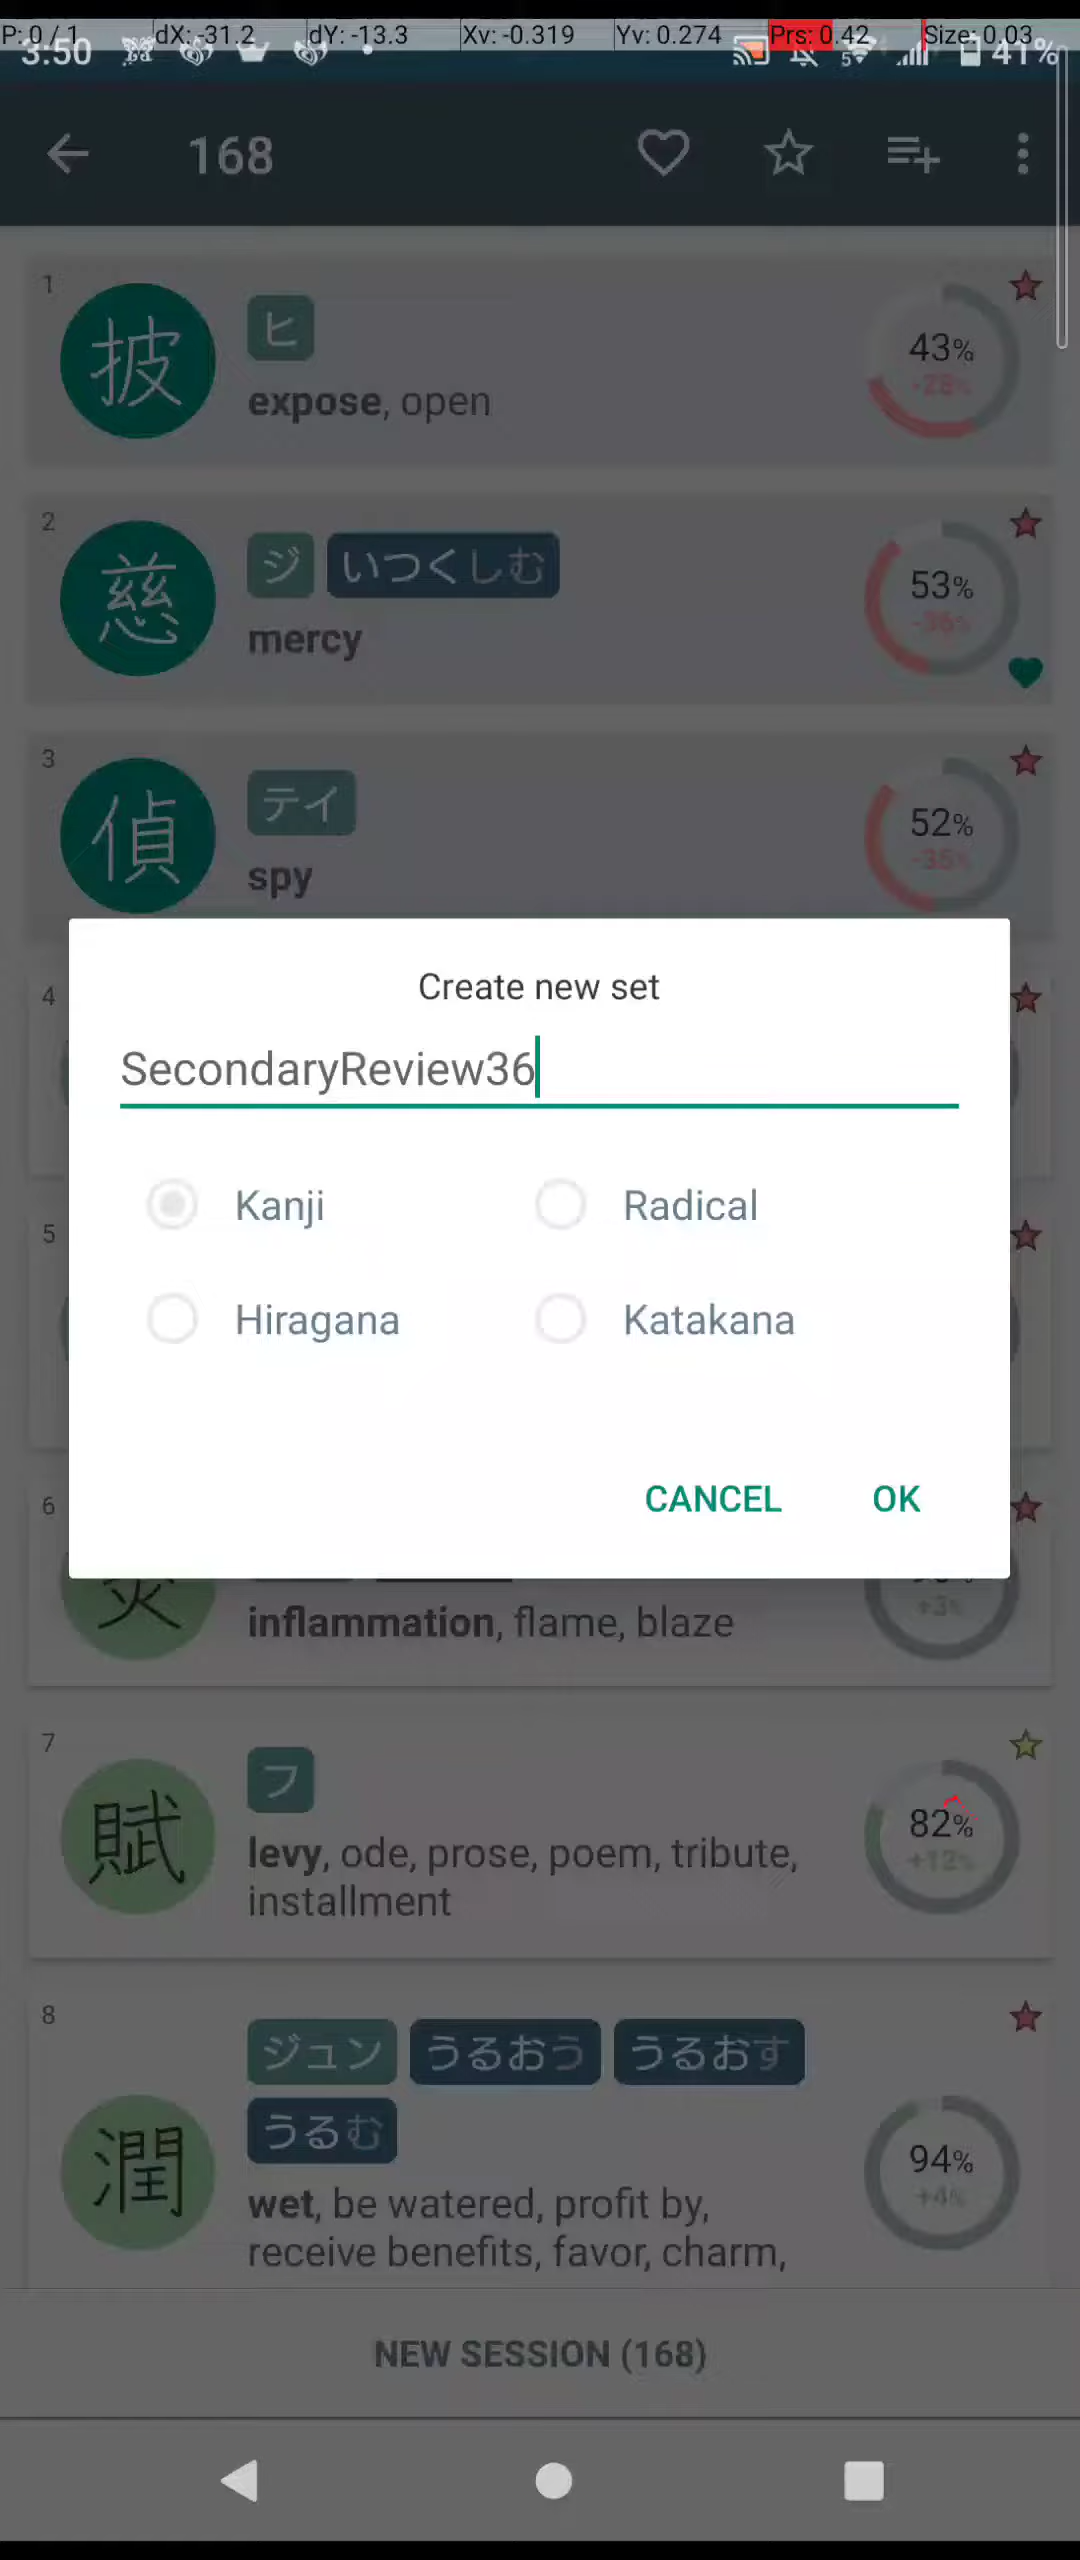 P: 0 / 1 dX: -31.2 dY: -13.3 Xv: -0.319 Yv: 0.274 Prs: 0.42 Size: 0.03
3:50 41%
168
1
披
ヒ
expose, open
43%
-28%
2
慈
ジ いつくしむ
mercy
53%
-36%
3
偵
テイ
spy
52%
-35%
Create new set
SecondaryReview36
Kanji Radical
Hiragana Katakana
CANCEL OK
4
5
6
炎
inflammation, flame, blaze
+3%
7
賦
フ
levy, ode, prose, poem, tribute,
installment
82%
+12%
8
潤
ジュン うるおう うるおす
うるむ
wet, be watered, profit by,
receive benefits, favor, charm,
94%
+4%
NEW SESSION (168)